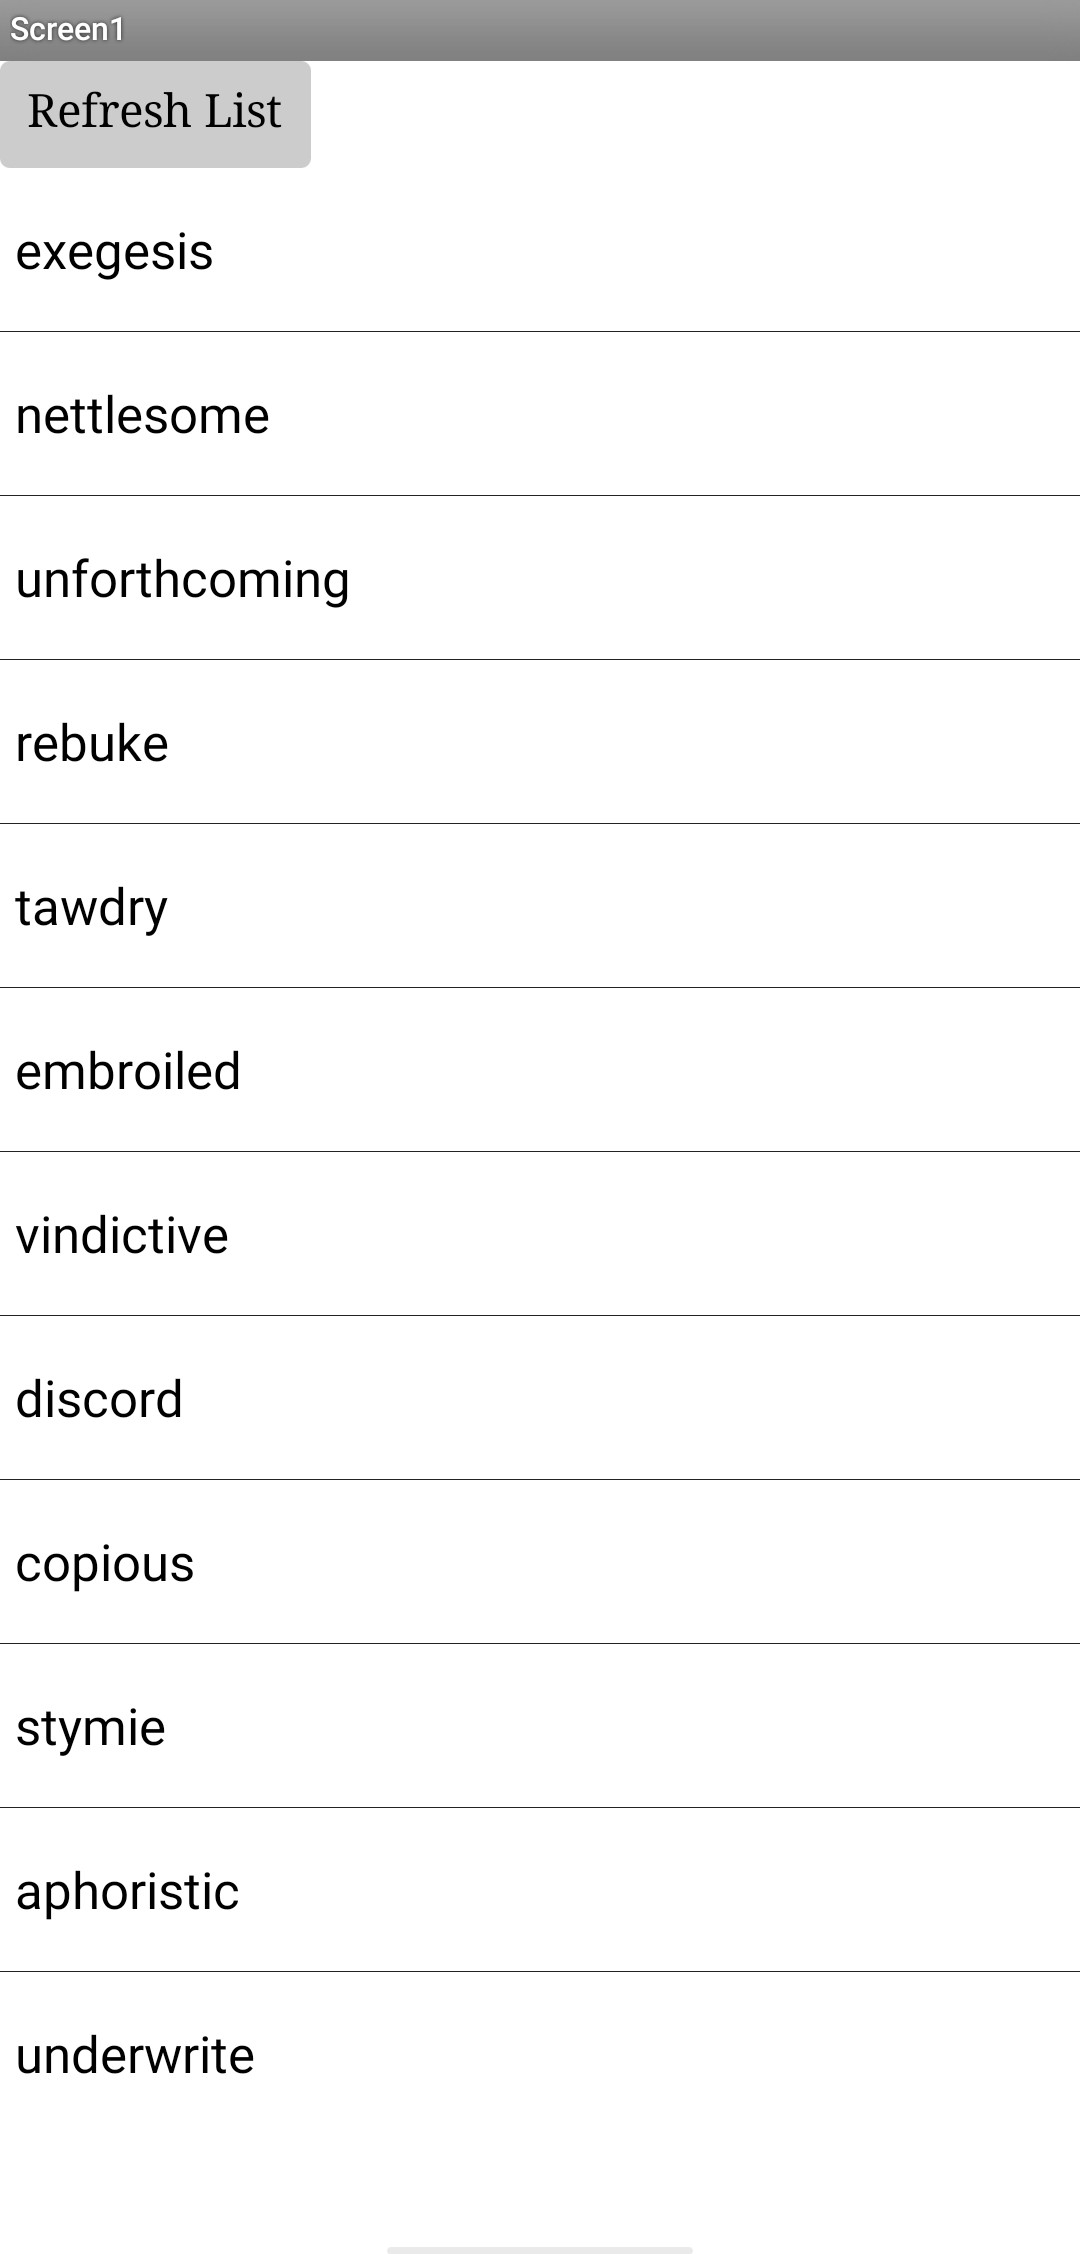 Screen1
Refresh List
exegesis
nettlesome
unforthcoming
rebuke
tawdry
embroiled
vindictive
discord
copious
stymie
aphoristic
underwrite